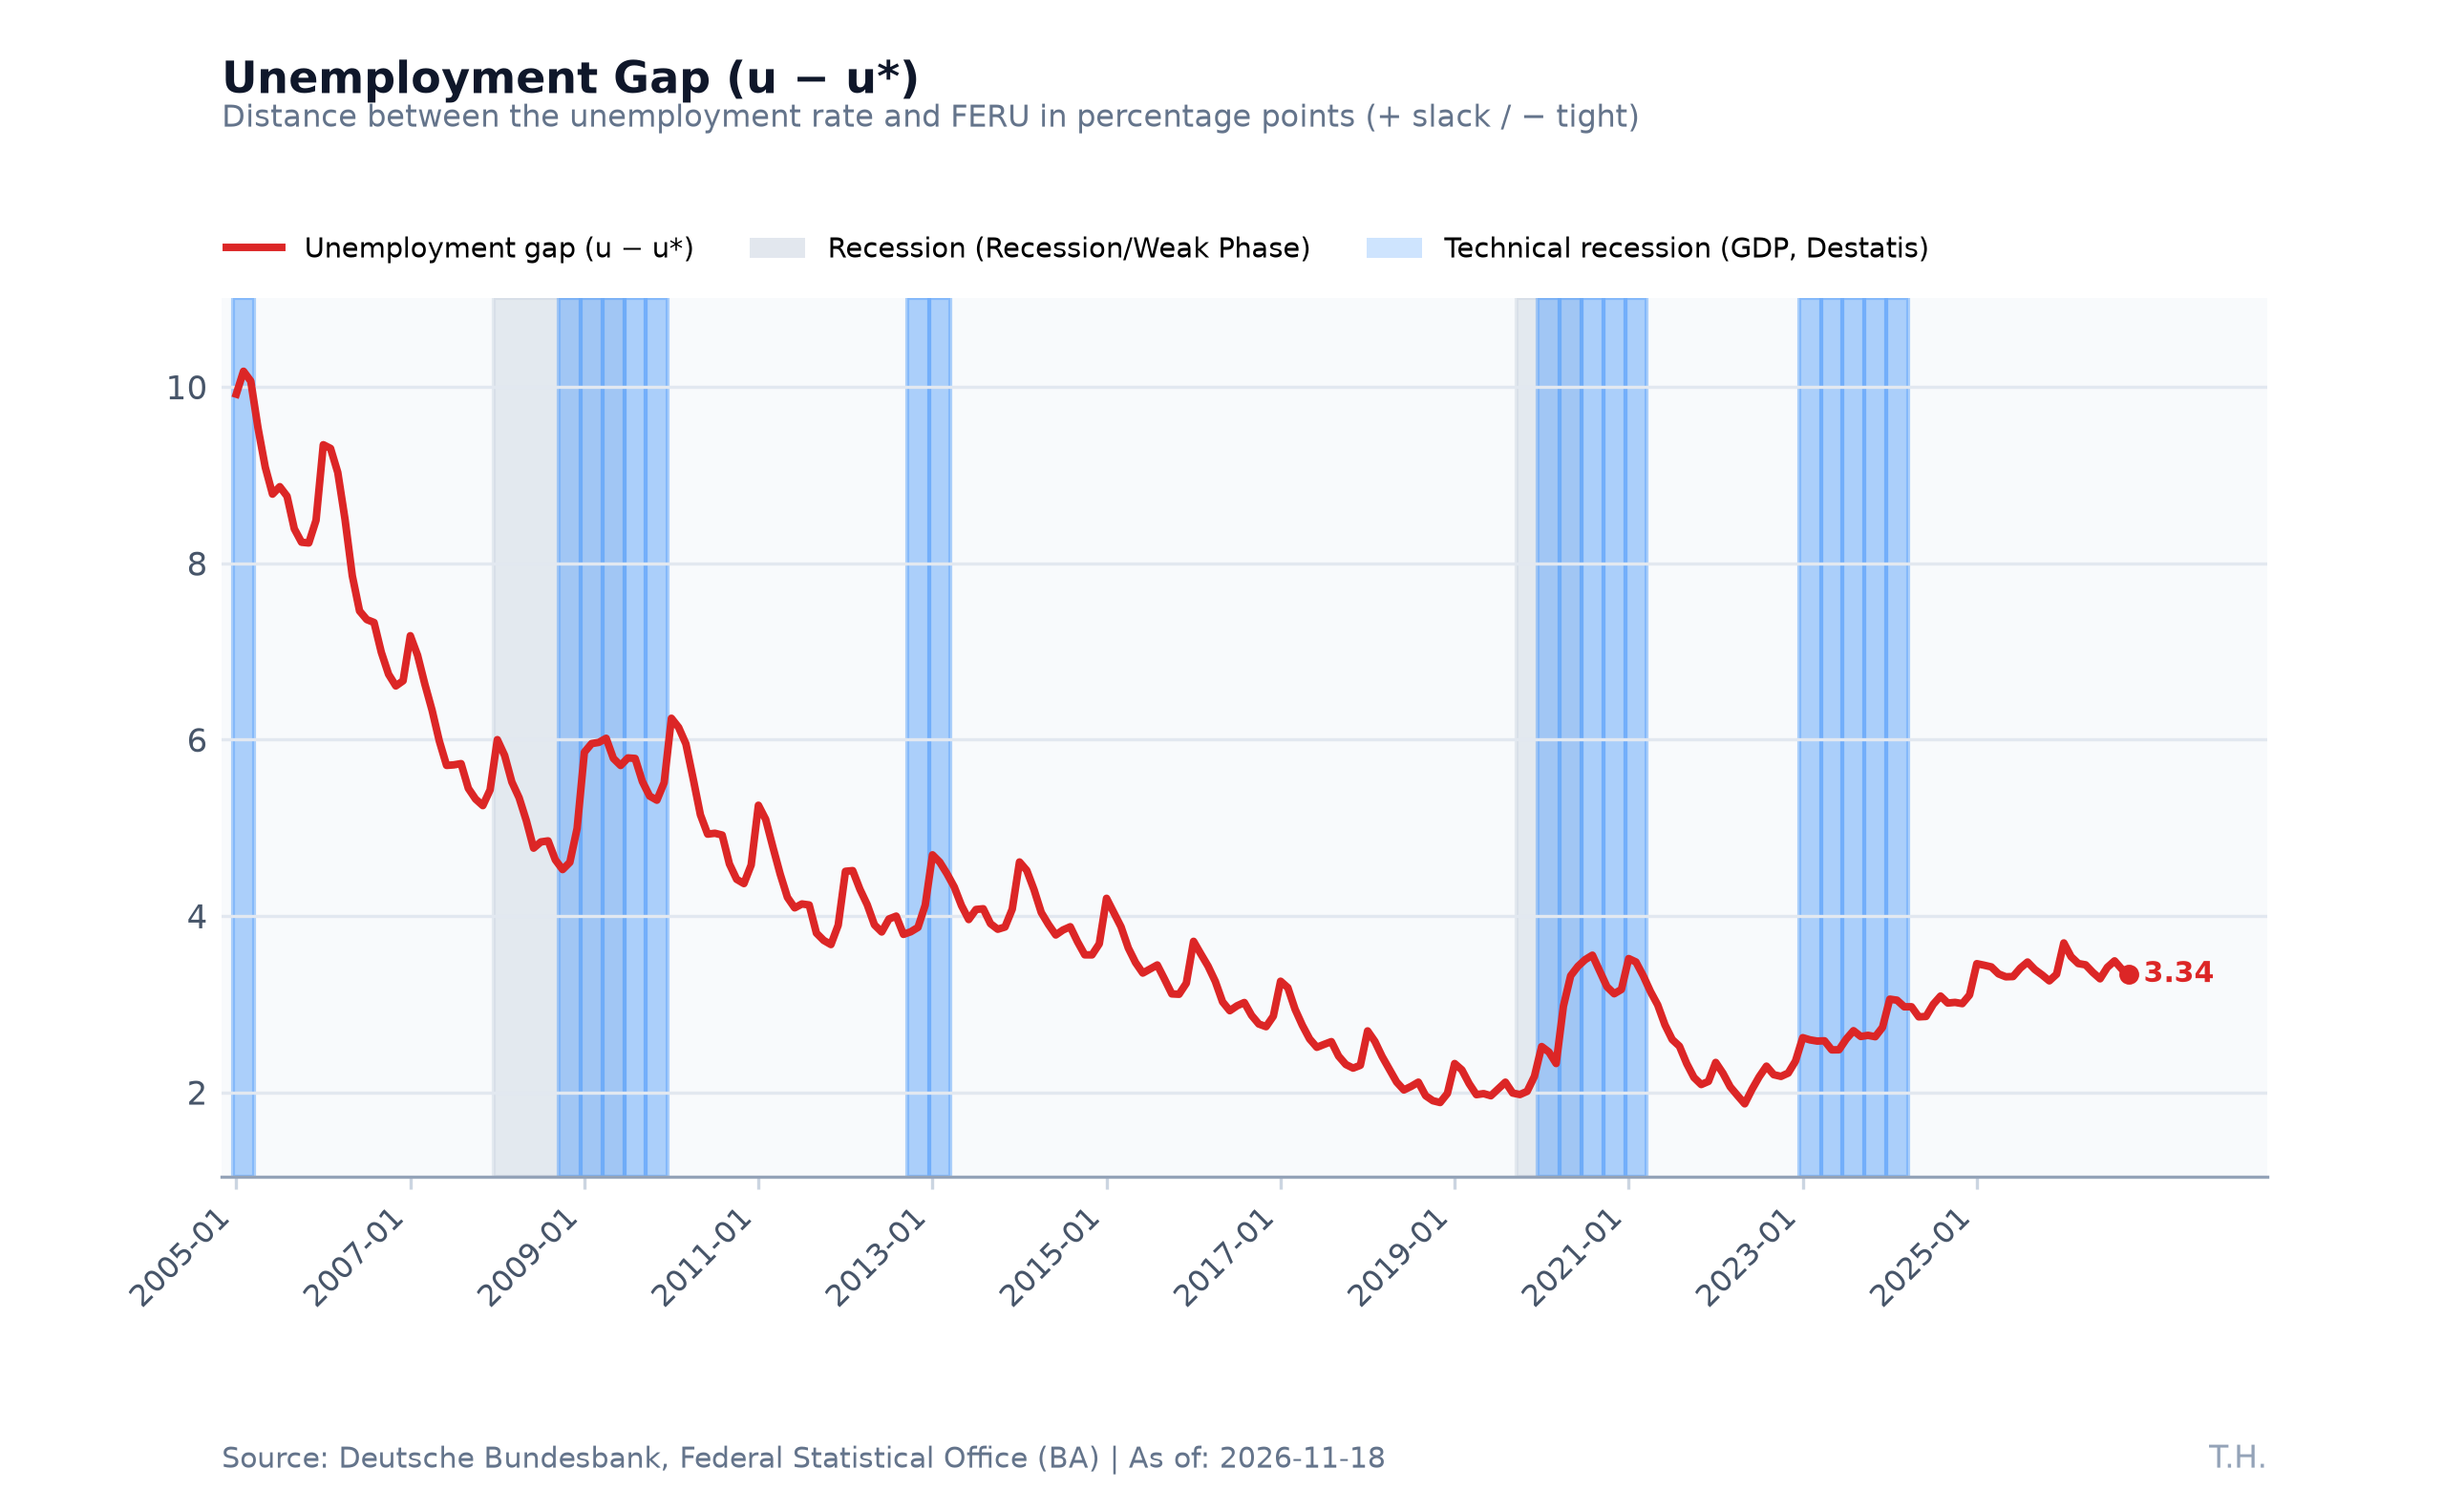 Unemployment Gap (u − u*)
Distance between the unemployment rate and FERU in percentage points (+ slack / − tight)
Unemployment gap (u − u*) Recession (Recession/Weak Phase) Technical recession (GDP, Destatis)
10
8
6
4
2
3.34
2005-01 2007-01 2009-01 2011-01 2013-01 2015-01 2017-01 2019-01 2021-01 2023-01 2025-01
Source: Deutsche Bundesbank, Federal Statistical Office (BA) | As of: 2026-11-18
T.H.